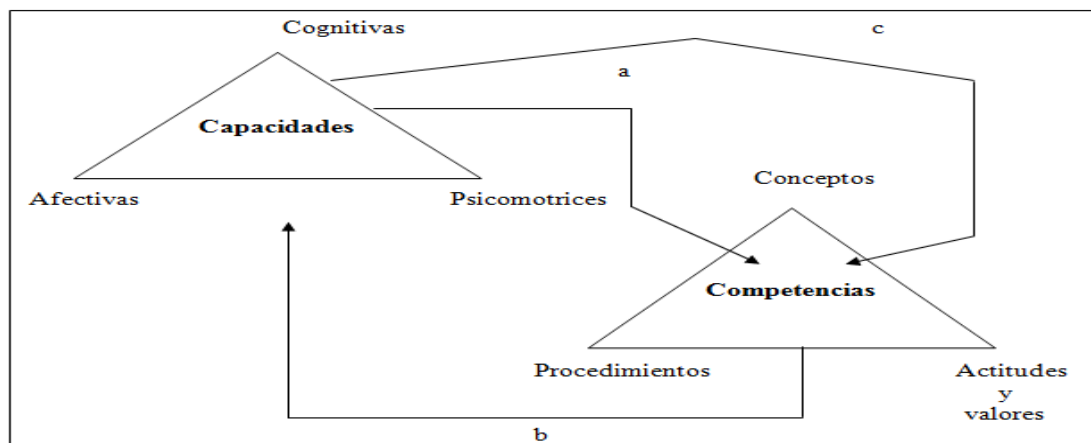 Cognitivas
c
a
Capacidades
Conceptos
Afectivas
Psicomotrices
Competencias
Procedimientos
Actitudes
y
valores
b